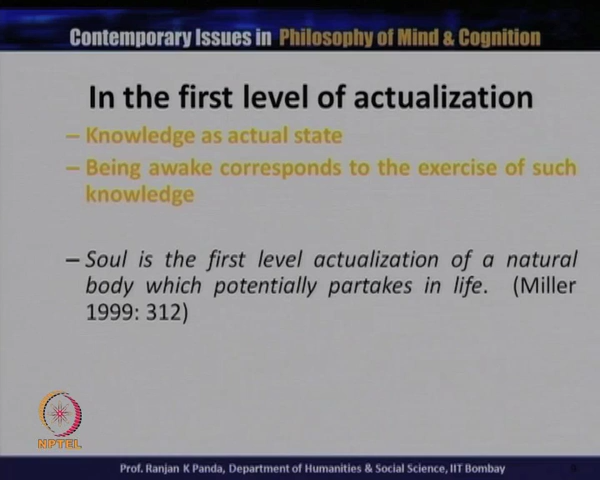 Contemporary Issues in Philosophy of Mind & Cognition
In the first level of actualization
– Knowledge as actual state
– Being awake corresponds to the exercise of such
knowledge
– Soul is the first level actualization of a natural
body which potentially partakes in life. (Miller
1999: 312)
NPTEL
Prof. Ranjan K Panda, Department of Humanities & Social Science, IIT Bombay